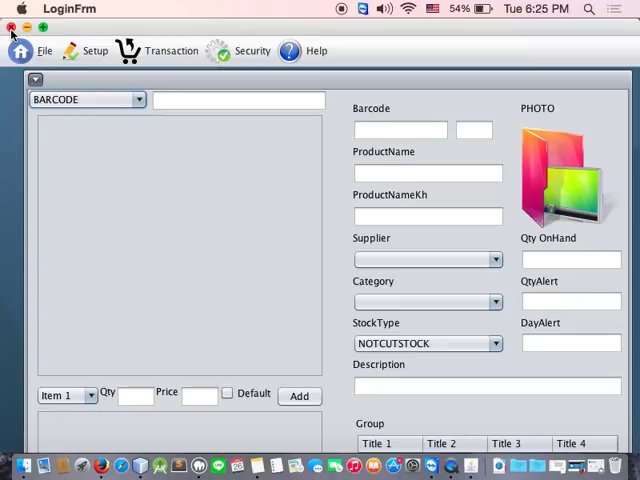 LoginFrm
54%
Tue 6:25 PM
File
Setup
Transaction
Security
Help
BARCODE
Barcode
PHOTO
ProductName
ProductNameKh
Supplier
Qty OnHand
Category
QtyAlert
StockType
DayAlert
NOTCUTSTOCK
Description
Item 1
Qty
Price
Default
Add
Group
Title 1
Title 2
Title 3
Title 4